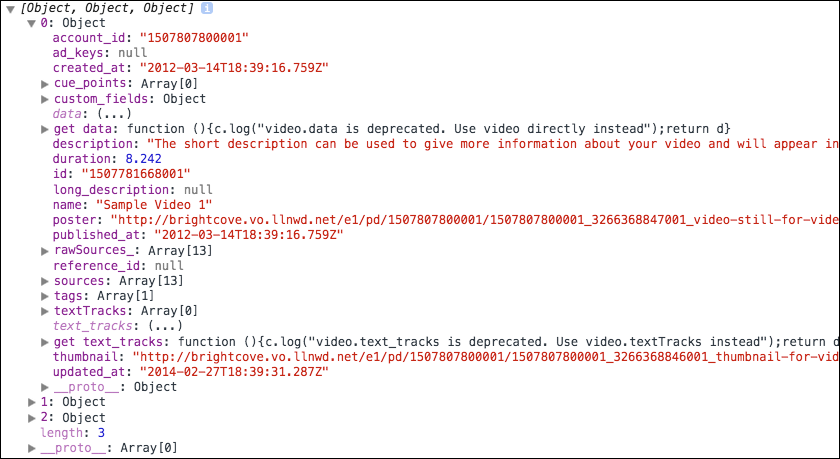 [Object, Object, Object] i
0: Object
account_id: "1507807800001"
ad_keys: null
created_at: "2012-03-14T18:39:16.759Z"
cue_points: Array[0]
custom_fields: Object
data: (...)
get data: function (){c.log("video.data is deprecated. Use video directly instead");return d}
description: "The short description can be used to give more information about your video and will appear in
duration: 8.242
id: "1507781668001"
long_description: null
name: "Sample Video 1"
poster: "http://brightcove.vo.llnwd.net/e1/pd/1507807800001/1507807800001_3266368847001_video-still-for-vide
published_at: "2012-03-14T18:39:16.759Z"
rawSources_: Array[13]
reference_id: null
sources: Array[13]
tags: Array[1]
textTracks: Array[0]
text_tracks: (...)
get text_tracks: function (){c.log("video.text_tracks is deprecated. Use video.textTracks instead");return d
thumbnail: "http://brightcove.vo.llnwd.net/e1/pd/1507807800001/1507807800001_3266368846001_thumbnail-for-vid
updated_at: "2014-02-27T18:39:31.287Z"
__proto__: Object
1: Object
2: Object
length: 3
__proto__: Array[0]